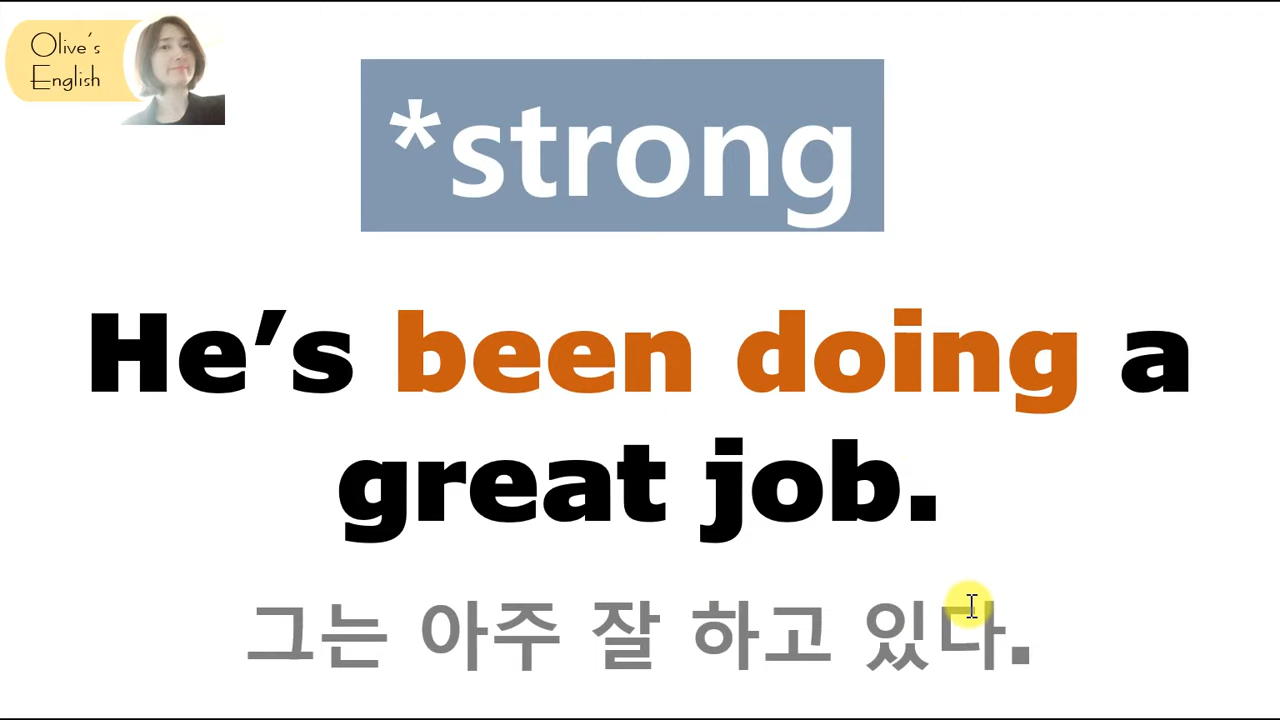 Olive's
English
*strong
He’s been doing a
great job.
그는 아주 잘 하고 있다.